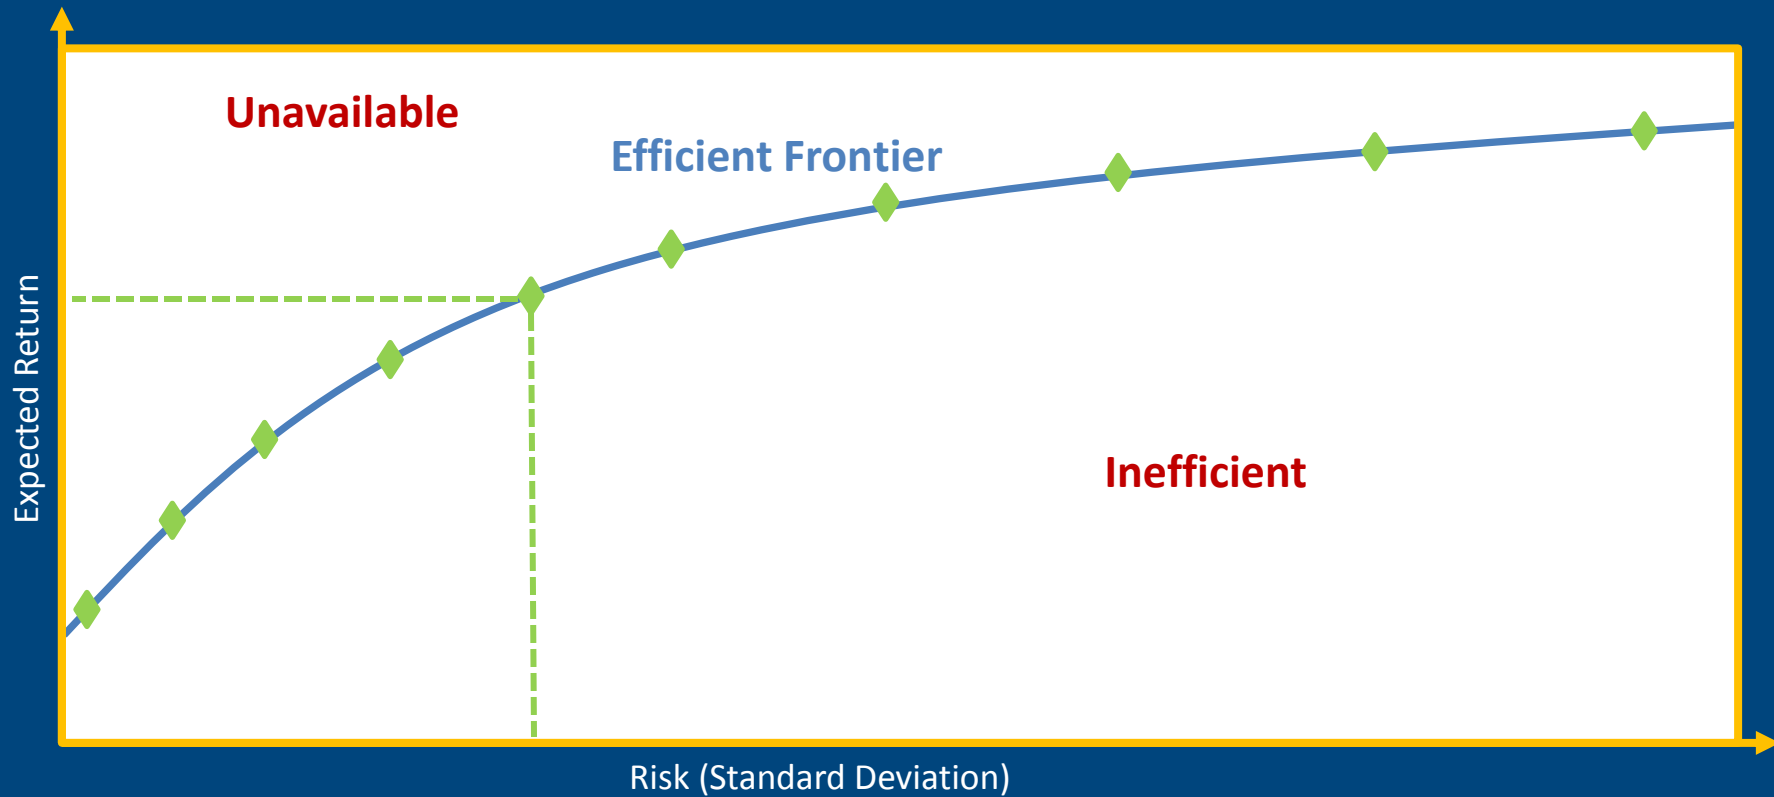 Unavailable
Efficient Frontier
Expected Return
Inefficient
Risk (Standard Deviation)